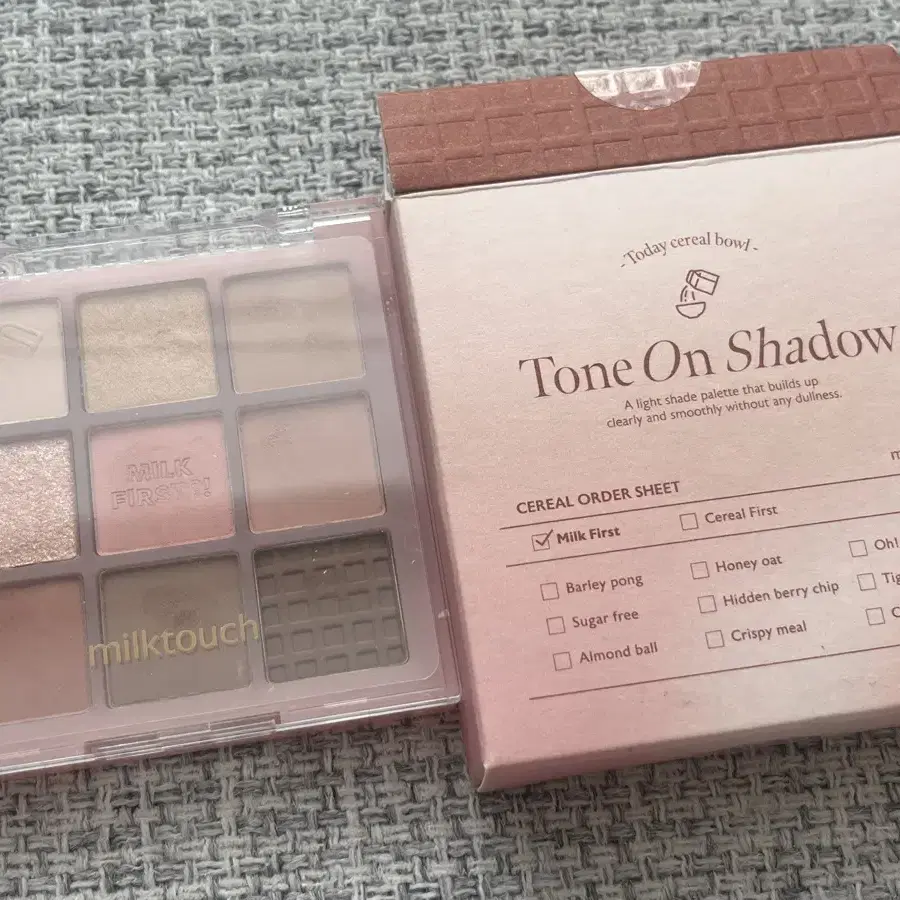 MILK
FIRST?!
milktouch
- Today cereal bowl -
Tone On Shadow
A light shade palette that builds up
clearly and smoothly without any dullness.
CEREAL ORDER SHEET
Milk First
Cereal First
Barley pong
Honey oat
Oh!
Sugar free
Hidden berry chip
Almond ball
Crispy meal